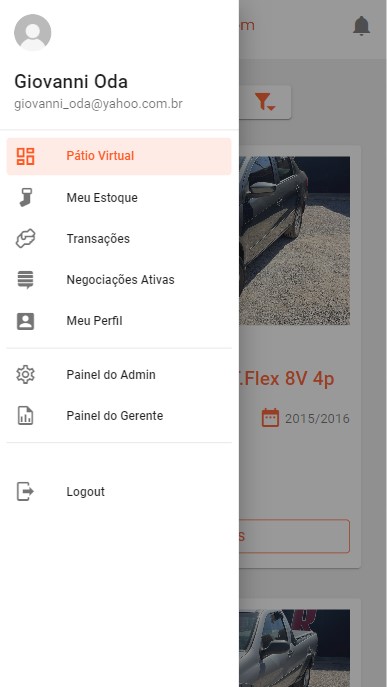 om
Giovanni Oda
giovanni_oda@yahoo.com.br
Pátio Virtual
Meu Estoque
Transações
Negociações Ativas
Meu Perfil
.Flex 8V 4p
Painel do Admin
2015/2016
Painel do Gerente
Logout
S